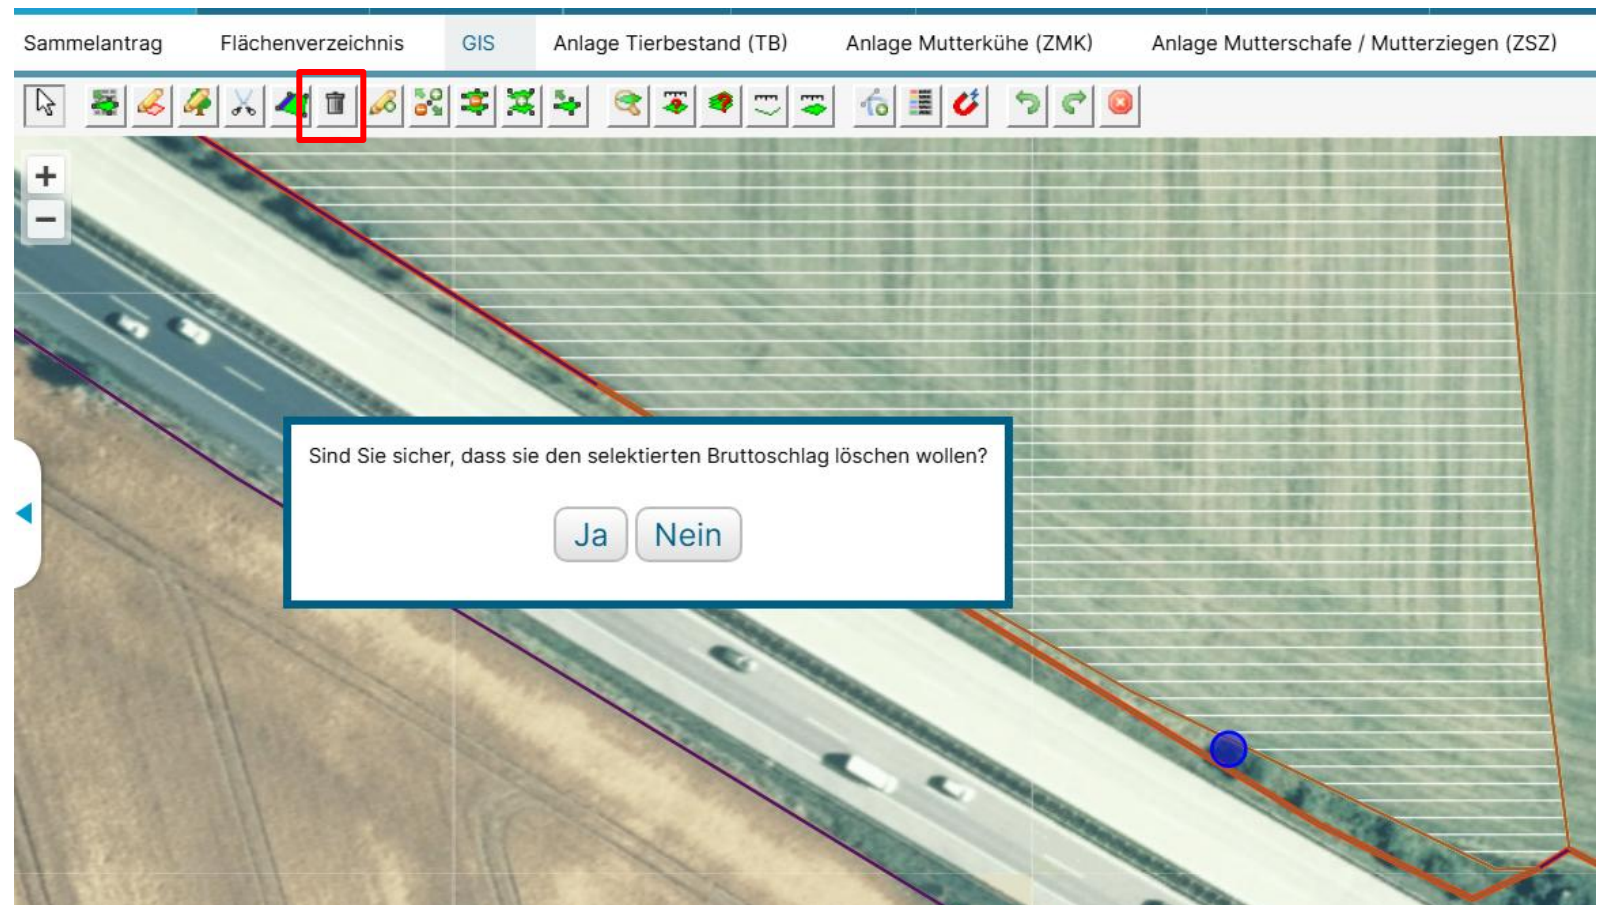 Sammelantrag Flächenverzeichnis GIS Anlage Tierbestand (TB) Anlage Mutterkühe (ZMK) Anlage Mutterschafe / Mutterziegen (ZSZ)
+
−
Sind Sie sicher, dass sie den selektierten Bruttoschlag löschen wollen?
Ja Nein